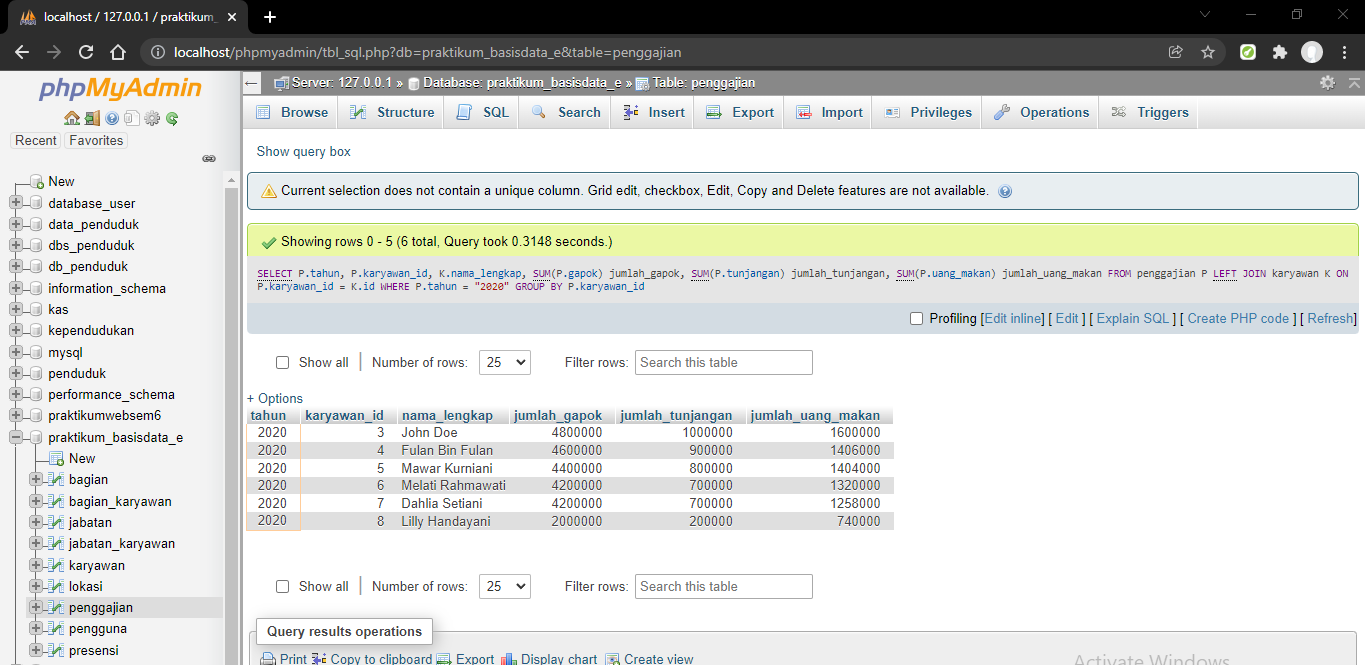 localhost / 127.0.0.1 / praktikum_
localhost/phpmyadmin/tbl_sql.php?db=praktikum_basisdata_e&table=penggajian
phpMyAdmin
Recent Favorites
New
database_user
data_penduduk
dbs_penduduk
db_penduduk
information_schema
kas
kependudukan
mysql
penduduk
performance_schema
praktikumwebsem6
praktikum_basisdata_e
New
bagian
bagian_karyawan
jabatan
jabatan_karyawan
karyawan
lokasi
penggajian
pengguna
presensi
Server: 127.0.0.1 » Database: praktikum_basisdata_e » Table: penggajian
Browse Structure SQL Search Insert Export Import Privileges Operations Triggers
Show query box
Current selection does not contain a unique column. Grid edit, checkbox, Edit, Copy and Delete features are not available.
Showing rows 0 - 5 (6 total, Query took 0.3148 seconds.)
SELECT P.tahun, P.karyawan_id, K.nama_lengkap, SUM(P.gapok) jumlah_gapok, SUM(P.tunjangan) jumlah_tunjangan, SUM(P.uang_makan) jumlah_uang_makan FROM penggajian P LEFT JOIN karyawan K ON
P.karyawan_id = K.id WHERE P.tahun = "2020" GROUP BY P.karyawan_id
Profiling [Edit inline] [ Edit ] [ Explain SQL ] [ Create PHP code ] [ Refresh]
Show all | Number of rows: 25 Filter rows: Search this table
+ Options
tahun karyawan_id nama_lengkap jumlah_gapok jumlah_tunjangan jumlah_uang_makan
2020 3 John Doe 4800000 1000000 1600000
2020 4 Fulan Bin Fulan 4600000 900000 1406000
2020 5 Mawar Kurniani 4400000 800000 1404000
2020 6 Melati Rahmawati 4200000 700000 1320000
2020 7 Dahlia Setiani 4200000 700000 1258000
2020 8 Lilly Handayani 2000000 200000 740000
Show all | Number of rows: 25 Filter rows: Search this table
Query results operations
Print Copy to clipboard Export Display chart Create view
Activate Windows